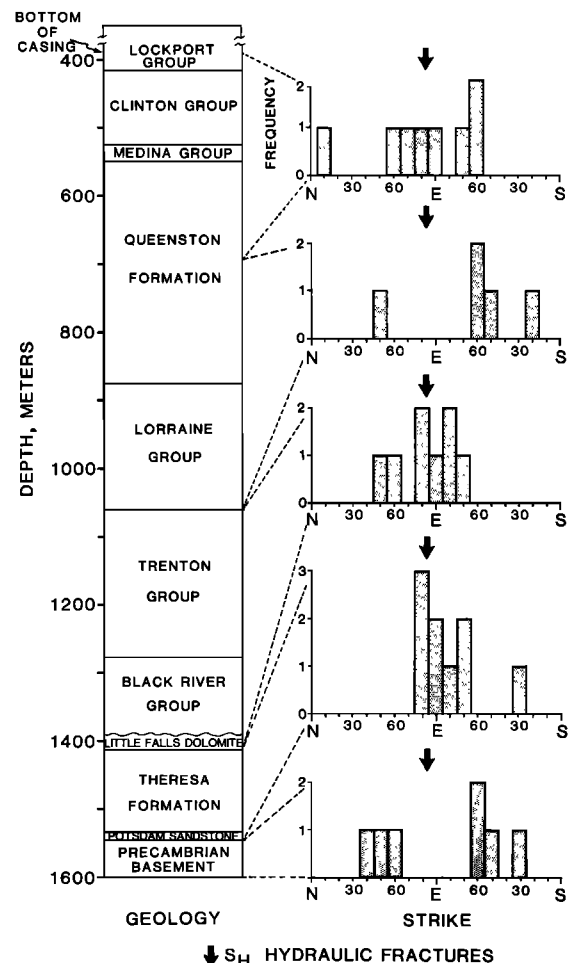 BOTTOM
OF
CASING
LOCKPORT
GROUP
400
CLINTON GROUP
MEDINA GROUP
600
QUEENSTON
FORMATION
800
LORRAINE
GROUP
1000
TRENTON
GROUP
1200
BLACK RIVER
GROUP
1400
LITTLE FALLS DOLOMITE
THERESA
FORMATION
POTSDAM SANDSTONE
PRECAMBRIAN
BASEMENT
1600
DEPTH, METERS
GEOLOGY
FREQUENCY
2
1
0
N 30 60 E 60 30 S
2
1
0
N 30 60 E 60 30 S
2
1
0
N 30 60 E 60 30 S
3
2
1
0
N 30 60 E 60 30 S
2
1
0
N 30 60 E 60 30 S
STRIKE
SH HYDRAULIC FRACTURES